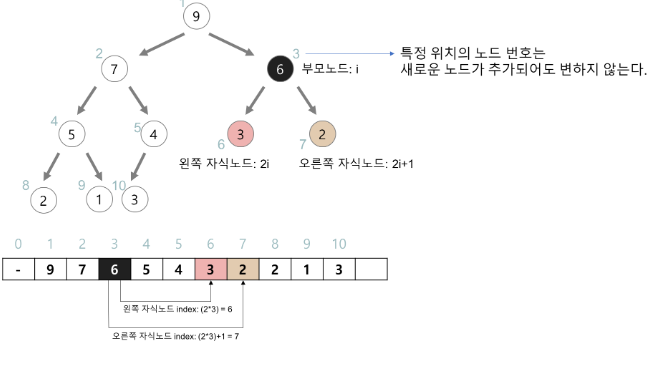 1
9
2
7
3
6
부모노드: i
특정 위치의 노드 번호는
새로운 노드가 추가되어도 변하지 않는다.
4
5
5
4
6
3
7
2
왼쪽 자식노드: 2i
오른쪽 자식노드: 2i+1
8
2
9
1
10
3
0 1 2 3 4 5 6 7 8 9 10
- 9 7 6 5 4 3 2 2 1 3
왼쪽 자식노드 index: (2*3) = 6
오른쪽 자식노드 index: (2*3)+1 = 7